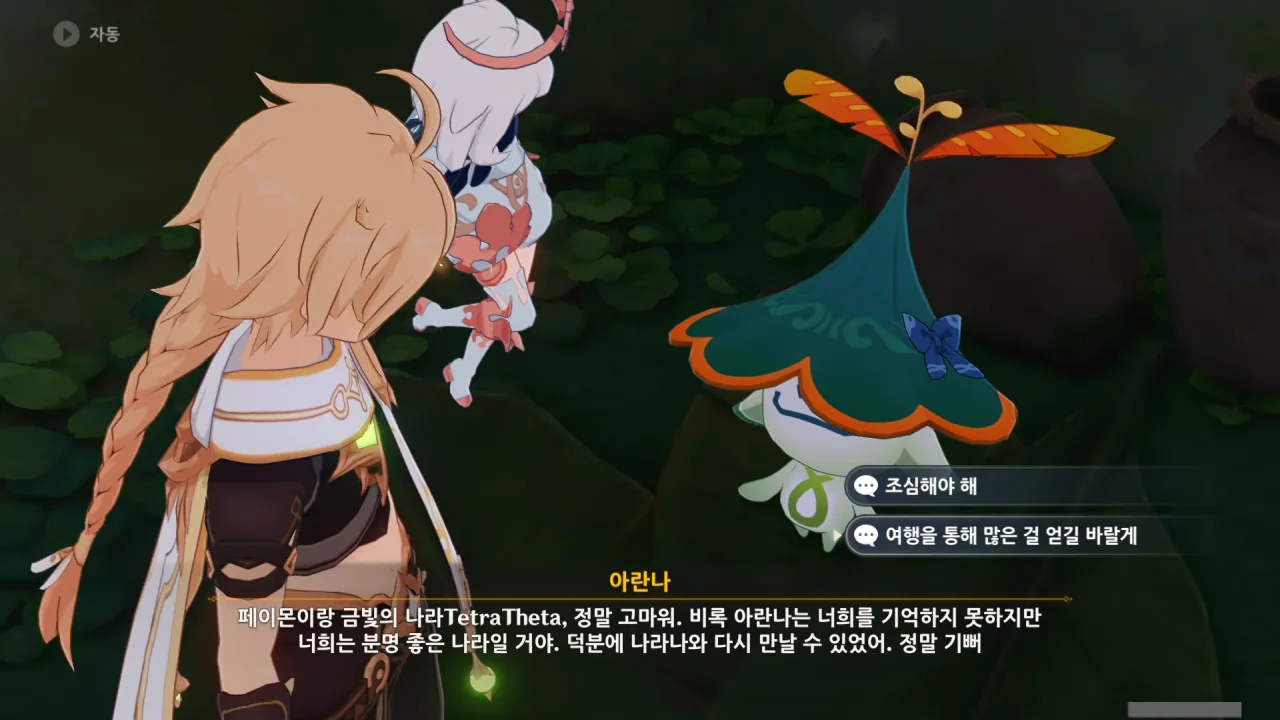 자동
조심해야 해
여행을 통해 많은 걸 얻길 바랄게
아란나
페이몬이랑 금빛의 나라TetraTheta, 정말 고마워. 비록 아란나는 너희를 기억하지 못하지만
너희는 분명 좋은 나라일 거야. 덕분에 나라나와 다시 만날 수 있었어. 정말 기뻐